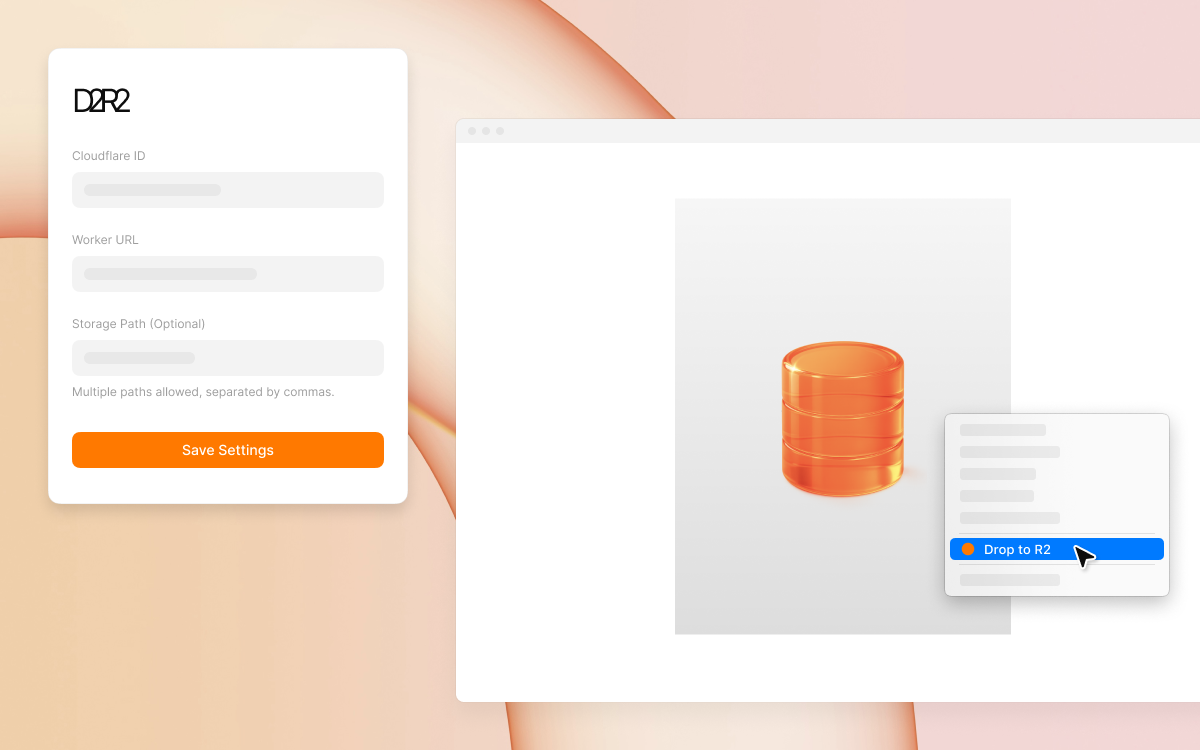 D2R2
Cloudflare ID
Worker URL
Storage Path (Optional)
Multiple paths allowed, separated by commas.
Save Settings
Drop to R2